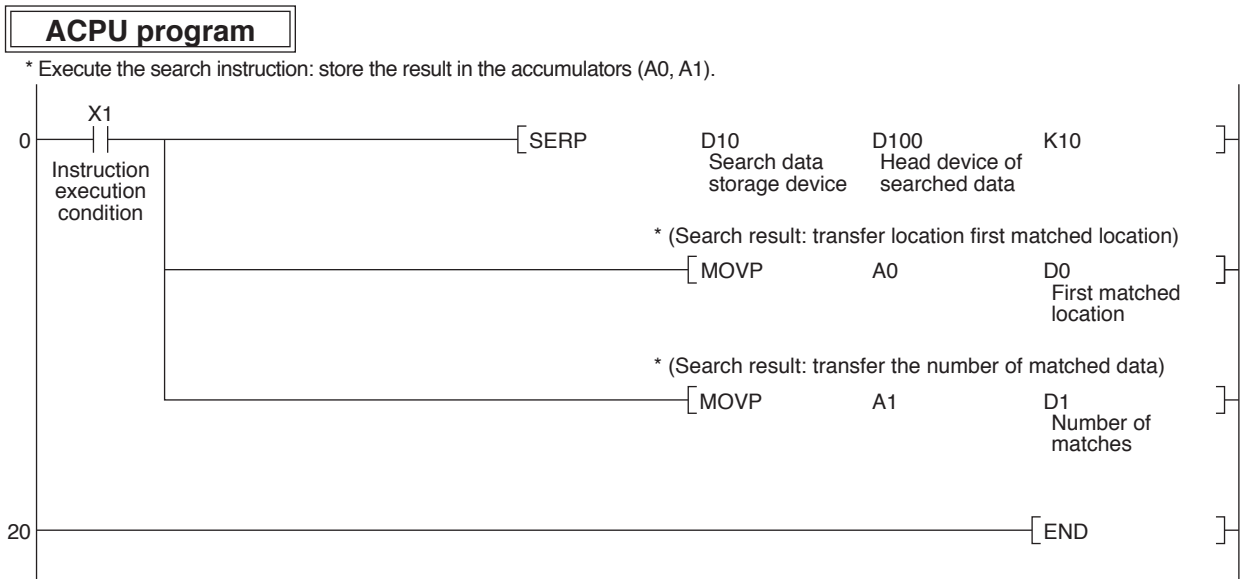 ACPU program
* Execute the search instruction: store the result in the accumulators (A0, A1).
X1
0
SERP D10 D100 K10
Instruction
execution
condition
Search data
storage device
Head device of
searched data
* (Search result: transfer location first matched location)
MOVP A0 D0
First matched
location
* (Search result: transfer the number of matched data)
MOVP A1 D1
Number of
matches
20
END